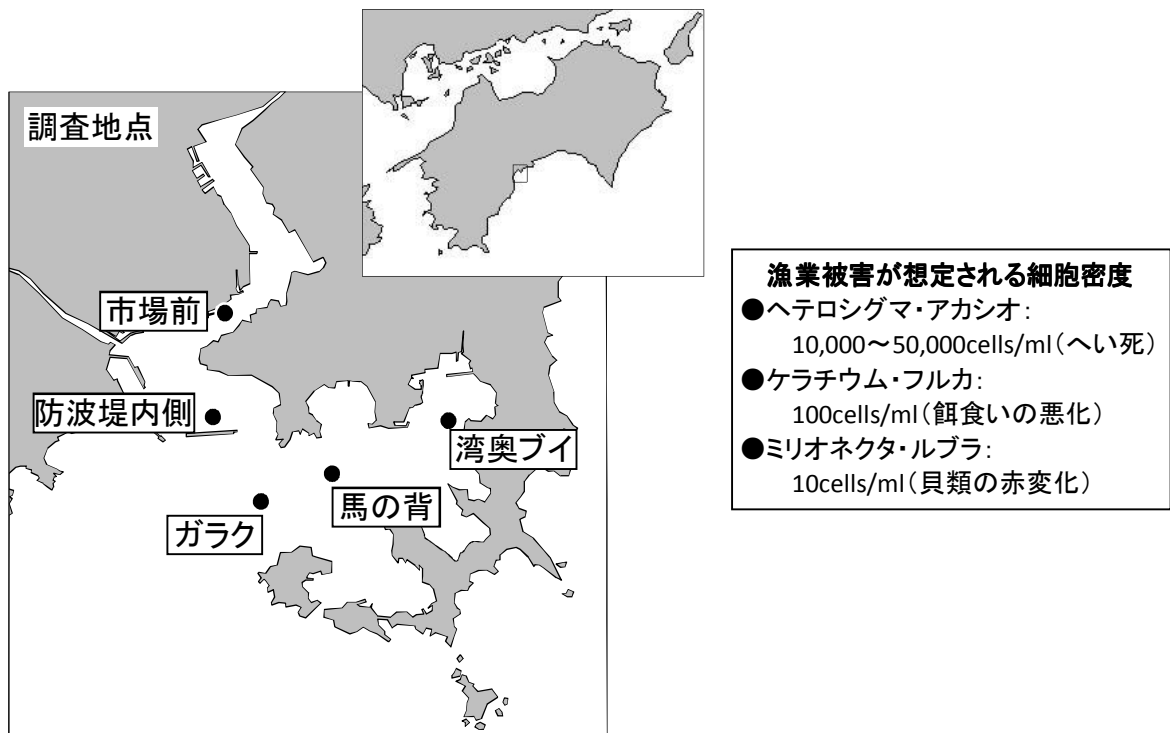 調査地点
市場前
防波堤内側
湾奥ブイ
馬の背
ガラク
漁業被害が想定される細胞密度
●ヘテロシグマ・アカシオ:
10,000~50,000cells/ml(へい死)
●ケラチウム・フルカ:
100cells/ml(餌食いの悪化)
●ミリオネクタ・ルブラ:
10cells/ml(貝類の赤変化)